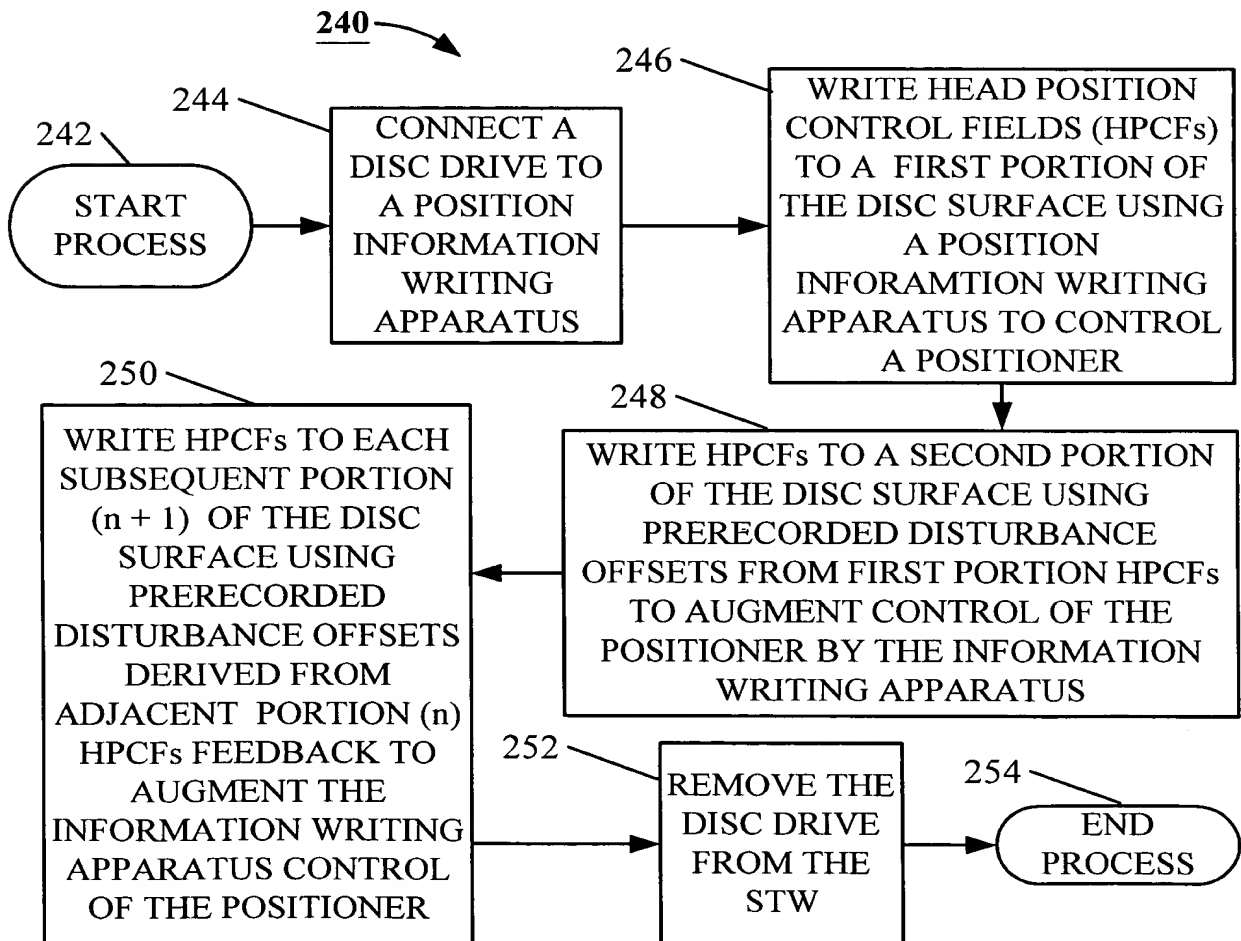 240
242
START
PROCESS
244
CONNECT A
DISC DRIVE TO
A POSITION
INFORMATION
WRITING
APPARATUS
246
WRITE HEAD POSITION
CONTROL FIELDS (HPCFs)
TO A FIRST PORTION OF
THE DISC SURFACE USING
A POSITION
INFORAMTION WRITING
APPARATUS TO CONTROL
A POSITIONER
248
WRITE HPCFs TO A SECOND PORTION
OF THE DISC SURFACE USING
PRERECORDED DISTURBANCE
OFFSETS FROM FIRST PORTION HPCFs
TO AUGMENT CONTROL OF THE
POSITIONER BY THE INFORMATION
WRITING APPARATUS
250
WRITE HPCFs TO EACH
SUBSEQUENT PORTION
(n + 1) OF THE DISC
SURFACE USING
PRERECORDED
DISTURBANCE OFFSETS
DERIVED FROM
ADJACENT PORTION (n)
HPCFs FEEDBACK TO
AUGMENT THE
INFORMATION WRITING
APPARATUS CONTROL
OF THE POSITIONER
252
REMOVE THE
DISC DRIVE
FROM THE
STW
254
END
PROCESS